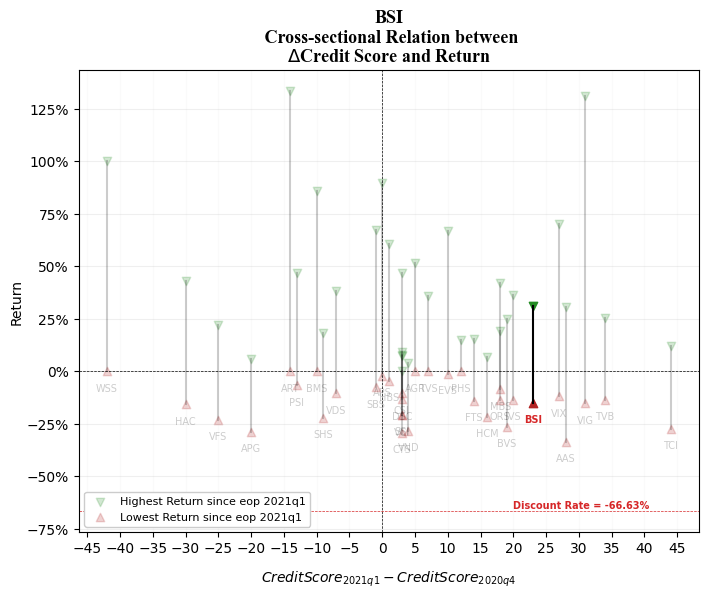 BSI
Cross-sectional Relation between
ΔCredit Score and Return
Return
125%
100%
75%
50%
25%
0%
−25%
−50%
−75%
WSS
HAC
VFS
APG
PSI
BMS
SHS
VDS
SBS
AGR
TVS
EVS
PHS
FTS
HCM
MBS
ORS
IVS
BVS
BSI
VIX
AAS
VIG
TVB
TCI
CTS
VND
Discount Rate = -66.63%
Highest Return since eop 2021q1
Lowest Return since eop 2021q1
−45 −40 −35 −30 −25 −20 −15 −10 −5 0 5 10 15 20 25 30 35 40 45
CreditScore2021q1 − CreditScore2020q4